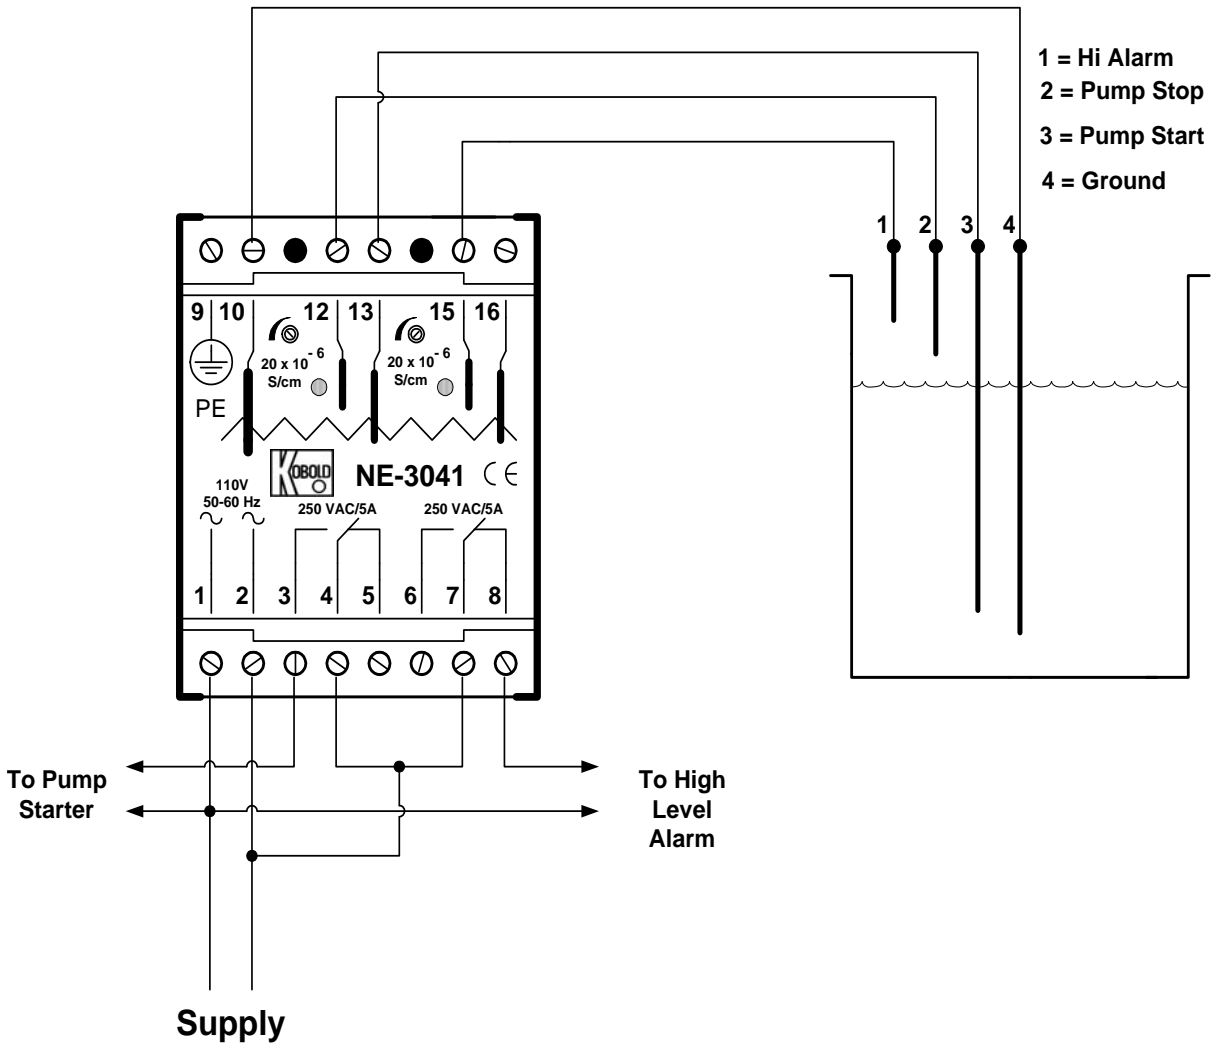 1 = Hi Alarm
2 = Pump Stop
3 = Pump Start
4 = Ground
1 2 3 4
9 10 12 13 15 16
20 x 10-6
S/cm
20 x 10-6
S/cm
PE
KOBOLD NE-3041 CE
110V
50-60 Hz
250 VAC/5A 250 VAC/5A
1 2 3 4 5 6 7 8
To Pump
Starter
To High
Level
Alarm
Supply